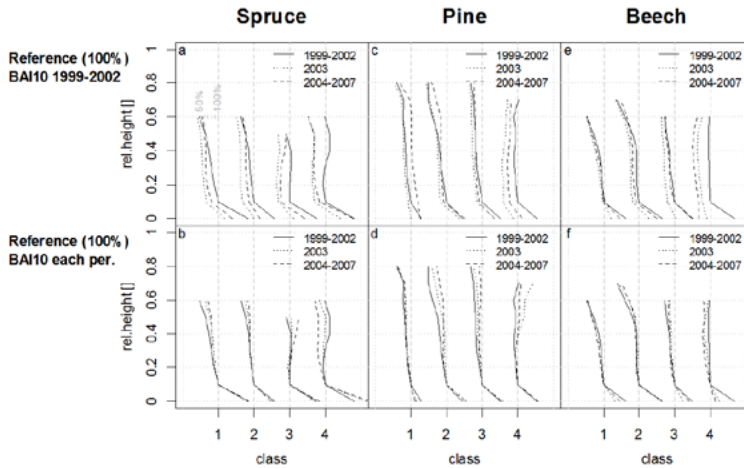 Spruce Pine Beech
Reference (100%)
BAI10 1999-2002
rel.height []
1
0.8
0.6
0.4
0.2
0
a
1999-2002
2003
2004-2007
50%
100%
c
1999-2002
2003
2004-2007
e
1999-2002
2003
2004-2007
Reference (100%)
BAI10 each per.
rel.height []
1
0.8
0.6
0.4
0.2
0
b
1999-2002
2003
2004-2007
d
1999-2002
2003
2004-2007
f
1999-2002
2003
2004-2007
1 2 3 4
class
1 2 3 4
class
1 2 3 4
class